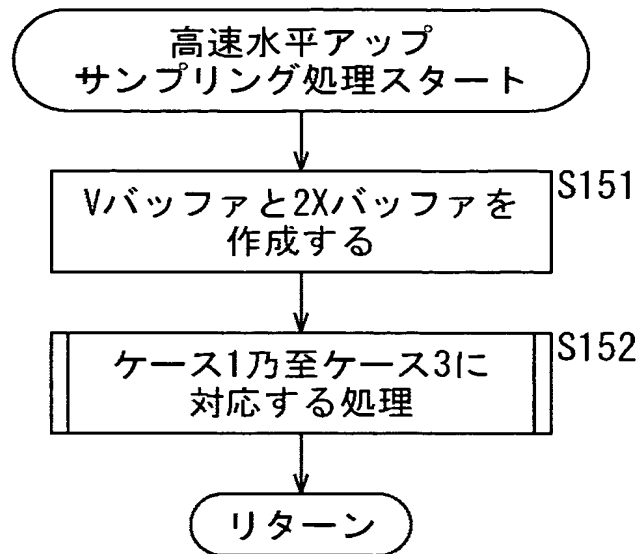 高速水平アップ
サンプリング処理スタート
S151
Vバッファと2Xバッファを
作成する
S152
ケース1乃至ケース3に
対応する処理
リターン